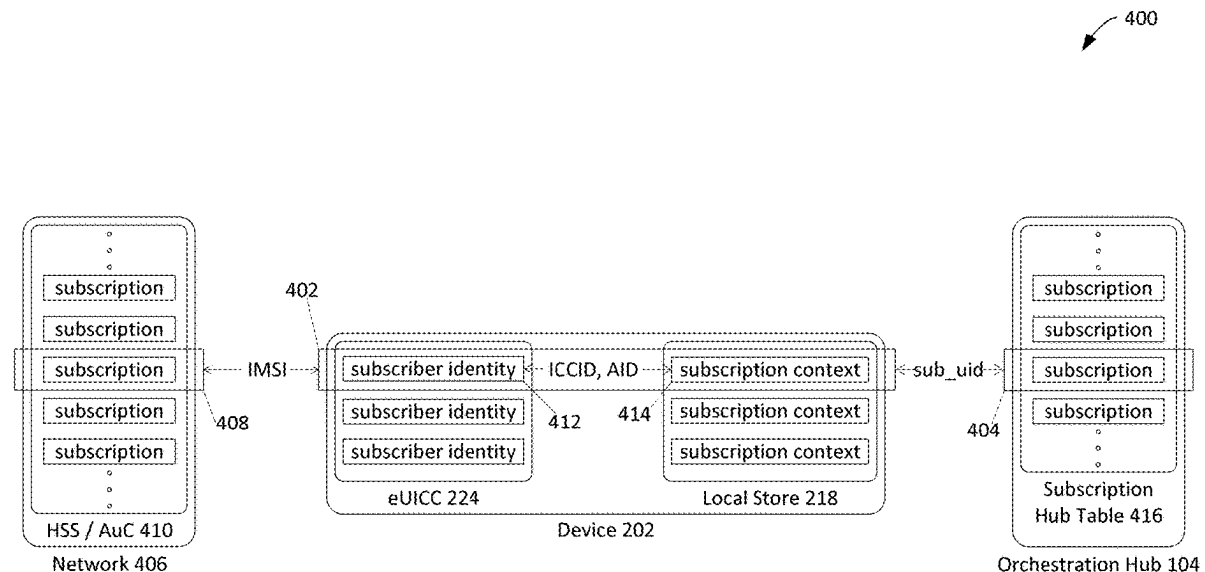 400
subscription
subscription
subscription
subscription
subscription
HSS / AuC 410
Network 406
408
IMSI
402
subscriber identity
subscriber identity
subscriber identity
eUICC 224
412
ICCID, AID
414
subscription context
subscription context
subscription context
Local Store 218
Device 202
sub_uid
404
subscription
subscription
subscription
subscription
Subscription
Hub Table 416
Orchestration Hub 104